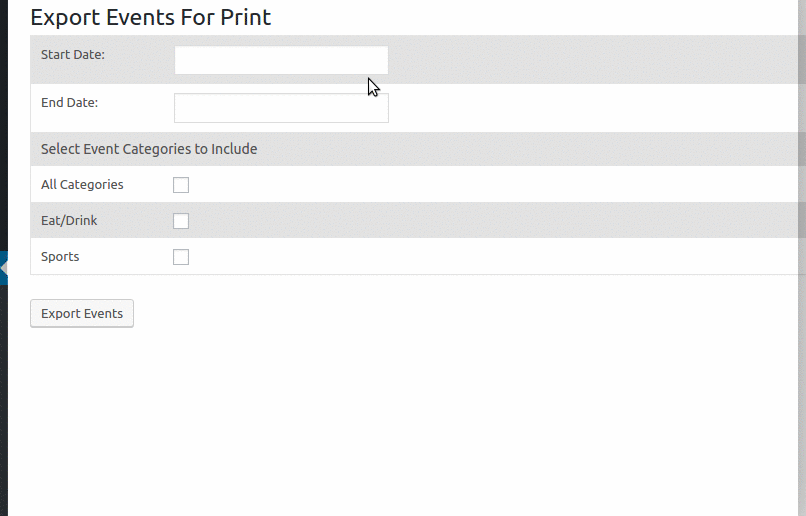 Export Events For Print
Start Date:
End Date:
Select Event Categories to Include
All Categories
Eat/Drink
Sports
Export Events